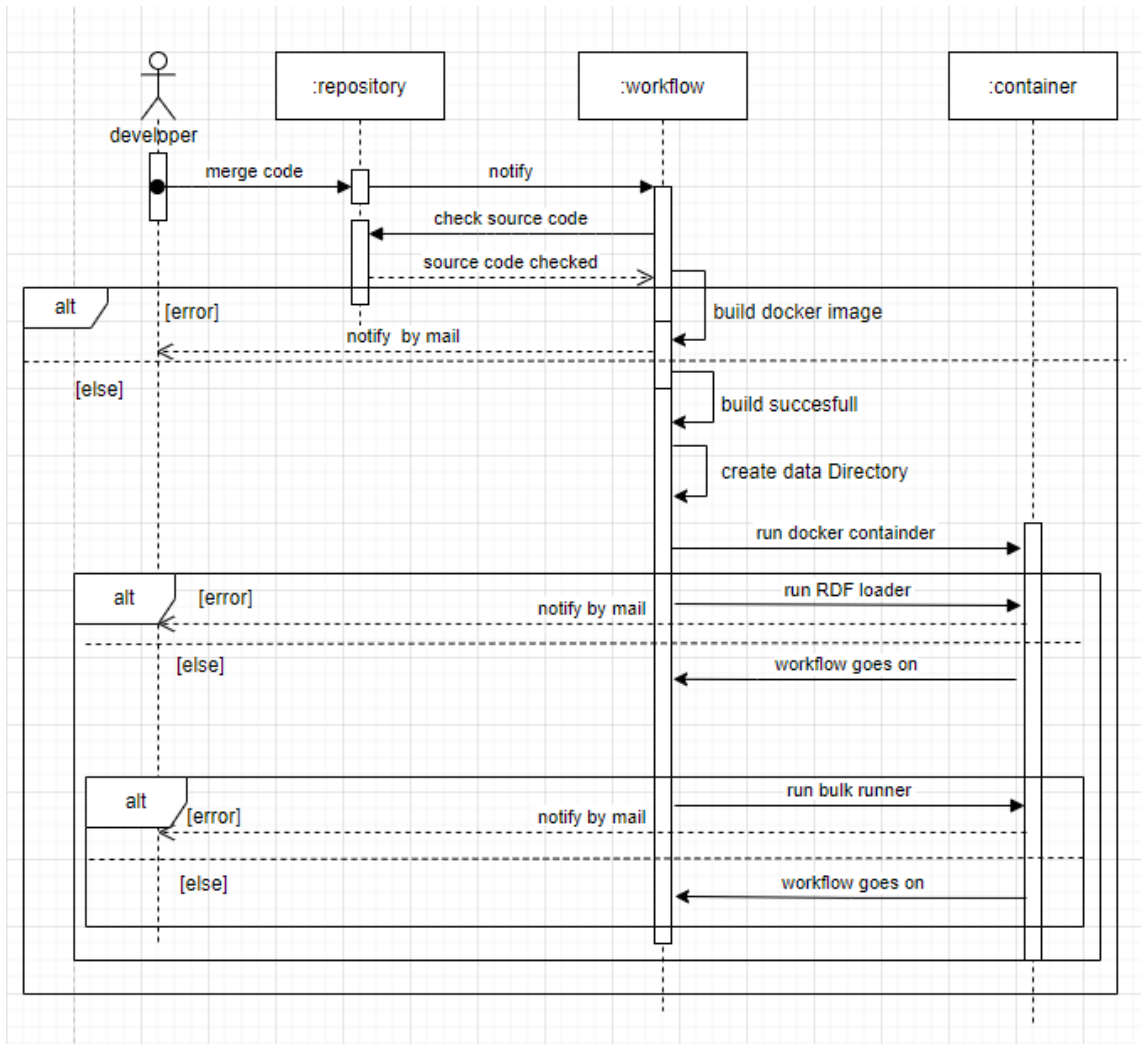 :repository
:workflow
:container
developer
merge code
notify
check source code
source code checked
alt
[error]
build docker image
notify by mail
[else]
build succesfull
create data Directory
run docker containder
alt
[error]
run RDF loader
notify by mail
[else]
workflow goes on
alt
[error]
run bulk runner
notify by mail
[else]
workflow goes on